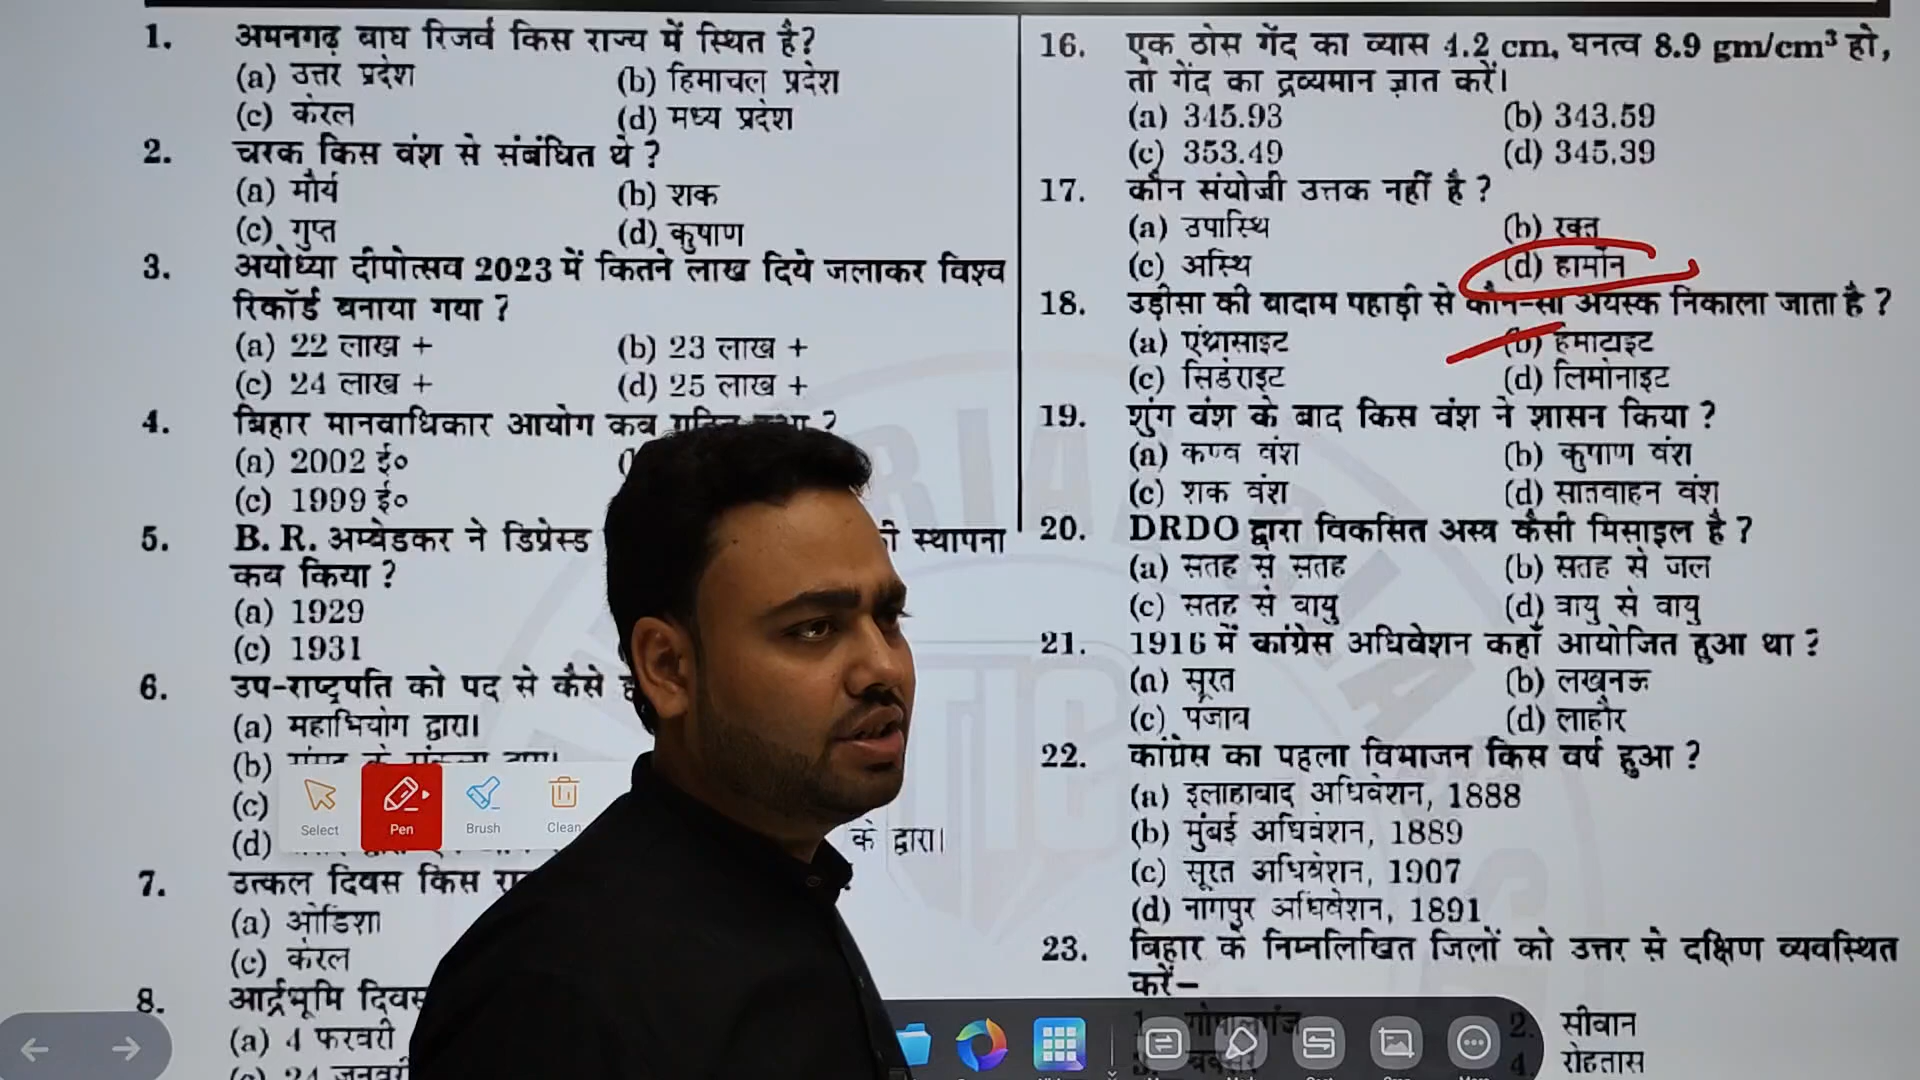 1. अमनगढ़ बाघ रिजर्व किस राज्य में स्थित है?
(a) उत्तर प्रदेश (b) हिमाचल प्रदेश
(c) केरल (d) मध्य प्रदेश
2. चरक किस वंश से संबंधित थे ?
(a) मौर्य (b) शक
(c) गुप्त (d) कुषाण
3. अयोध्या दीपोत्सव 2023 में कितने लाख दिये जलाकर विश्व
रिकॉर्ड बनाया गया ?
(a) 22 लाख + (b) 23 लाख +
(c) 24 लाख + (d) 25 लाख +
4. बिहार मानवाधिकार आयोग कब गठित हुआ ?
(a) 2002 ई०
(c) 1999 ई०
5. B. R. अम्बेडकर ने डिप्रेस्ड की स्थापना
कब किया ?
(a) 1929
(c) 1931
6. उप-राष्ट्रपति को पद से कैसे
(a) महाभियोग द्वारा।
(b)
(c)
(d) के द्वारा।
7. उत्कल दिवस किस
(a) ओडिशा
(c) केरल
8. आर्द्रभूमि दिवस
(a) 4 फरवरी
(c) 24 जनवरी
16. एक ठोस गेंद का व्यास 4.2 cm, घनत्व 8.9 gm/cm³ हो,
तो गेंद का द्रव्यमान ज़ात करें।
(a) 345.93 (b) 343.59
(c) 353.49 (d) 345.39
17. कौन संयोजी उत्तक नहीं है ?
(a) उपास्थि (b) रक्त
(c) अस्थि (d) हार्मोन
18. उड़ीसा की बादाम पहाड़ी से कौन-सा अयस्क निकाला जाता है ?
(a) एंथ्रासाइट (b) हेमाटाइट
(c) सिडेराइट (d) लिमोनाइट
19. शुंग वंश के बाद किस वंश ने शासन किया ?
(a) कण्व वंश (b) कुषाण वंश
(c) शक वंश (d) सातवाहन वंश
20. DRDO द्वारा विकसित अस्त्र कैसी मिसाइल है ?
(a) सतह से सतह (b) सतह से जल
(c) सतह से वायु (d) वायु से वायु
21. 1916 में कांग्रेस अधिवेशन कहाँ आयोजित हुआ था ?
(a) सूरत (b) लखनऊ
(c) पंजाब (d) लाहौर
22. कांग्रेस का पहला विभाजन किस वर्ष हुआ ?
(a) इलाहाबाद अधिवेशन, 1888
(b) मुंबई अधिवेशन, 1889
(c) सूरत अधिवेशन, 1907
(d) नागपुर अधिवेशन, 1891
23. बिहार के निम्नलिखित जिलों को उत्तर से दक्षिण व्यवस्थित
करें–
1. गोपालगंज 2. सीवान
3. बक्सर 4. रोहतास
Select Pen Brush Clean